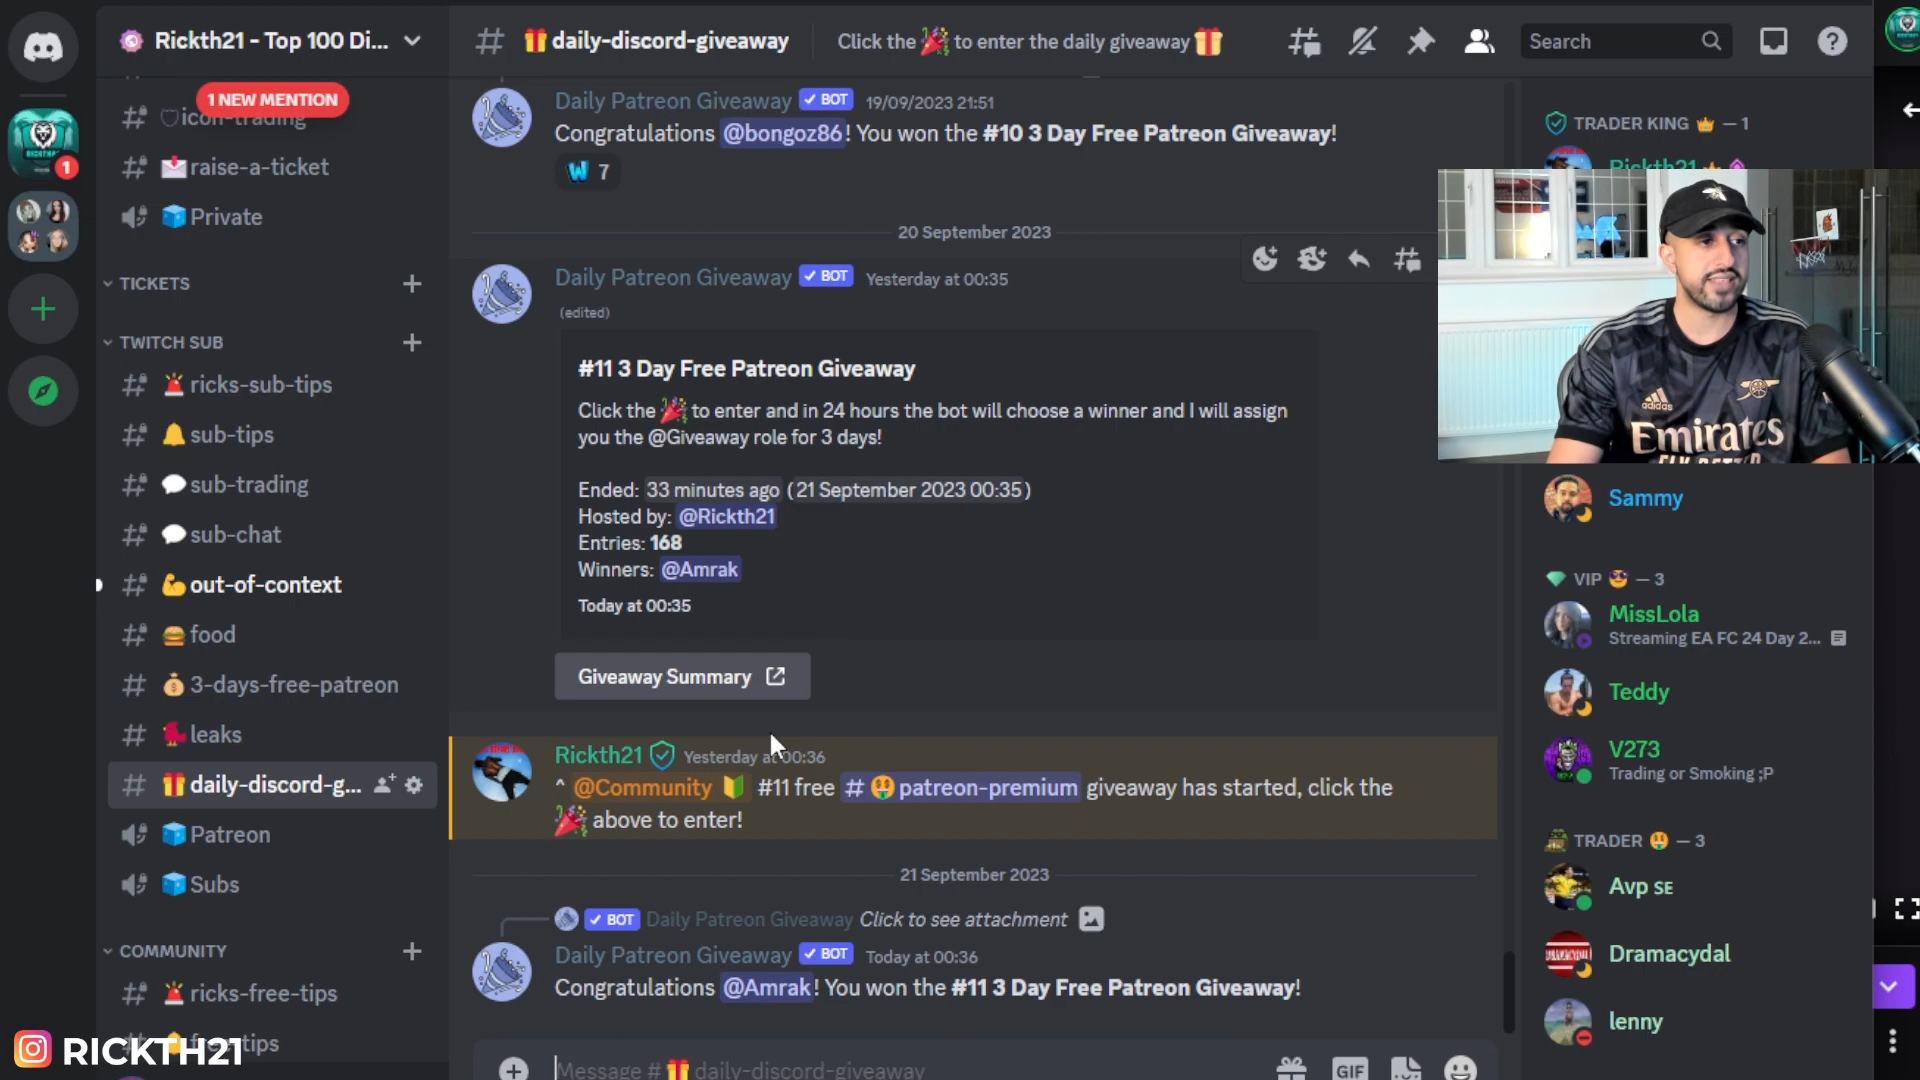 Rickth21 - Top 100 Di...
daily-discord-giveaway
Click the 🎉 to enter the daily giveaway 🎁
Search
1 NEW MENTION
icon-trading
raise-a-ticket
Private
TICKETS
TWITCH SUB
ricks-sub-tips
sub-tips
sub-trading
sub-chat
out-of-context
food
3-days-free-patreon
leaks
daily-discord-g...
Patreon
Subs
COMMUNITY
ricks-free-tips
RICKTH21
Daily Patreon Giveaway ✓ BOT 19/09/2023 21:51
Congratulations @bongoz86! You won the #10 3 Day Free Patreon Giveaway!
W 7
20 September 2023
Daily Patreon Giveaway ✓ BOT Yesterday at 00:35
(edited)
#11 3 Day Free Patreon Giveaway
Click the 🎉 to enter and in 24 hours the bot will choose a winner and I will assign
you the @Giveaway role for 3 days!
Ended: 33 minutes ago (21 September 2023 00:35)
Hosted by: @Rickth21
Entries: 168
Winners: @Amrak
Today at 00:35
Giveaway Summary
Rickth21 Yesterday at 00:36
^ @Community 🔰 #11 free # 🤑patreon-premium giveaway has started, click the
🎉 above to enter!
21 September 2023
✓ BOT Daily Patreon Giveaway Click to see attachment
Daily Patreon Giveaway ✓ BOT Today at 00:36
Congratulations @Amrak! You won the #11 3 Day Free Patreon Giveaway!
Message # 🎁 daily-discord-giveaway
GIF
TRADER KING 👑 — 1
Rickth21
adidas
Emirates
Sammy
VIP 😎 — 3
MissLola
Streaming EA FC 24 Day 2...
Teddy
V273
Trading or Smoking ;P
TRADER 🤑 — 3
Avp SE
Dramacydal
lenny
1